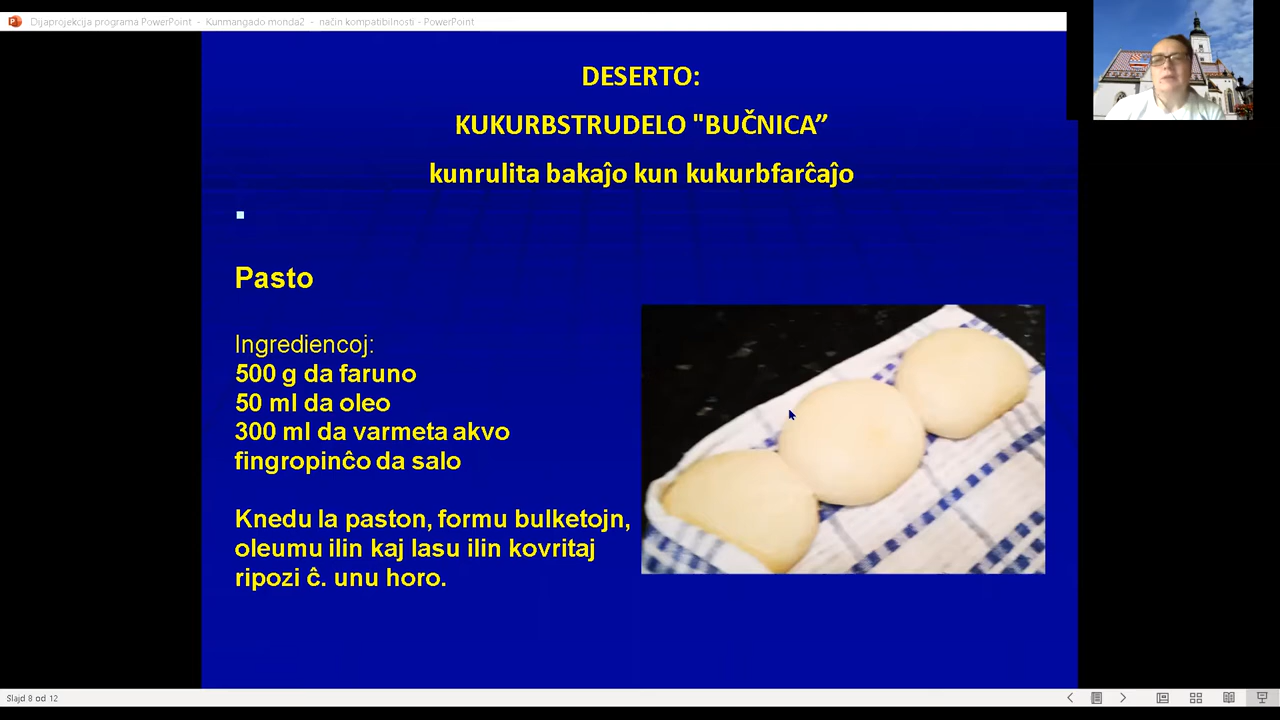 Dijaprojekcija programa PowerPoint - Kunmangado monda2 - način kompatibilnosti - PowerPoint
DESERTO:
KUKURBSTRUDELO "BUČNICA”
kunrulita bakaĵo kun kukurbfarĉaĵo
Pasto
Ingrediencoj:
500 g da faruno
50 ml da oleo
300 ml da varmeta akvo
fingropinĉo da salo
Knedu la paston, formu bulketojn,
oleumu ilin kaj lasu ilin kovritaj
ripozi ĉ. unu horo.
Slajd 8 od 12